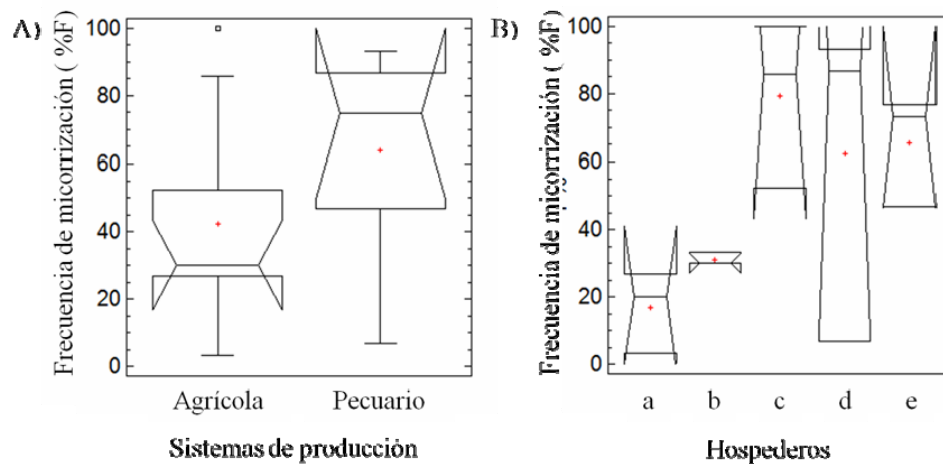 A)
Frecuencia de micorrización ( %F)
100
80
60
40
20
0
Agrícola Pecuario
Sistemas de producción
B)
Frecuencia de micorrización ( %F)
100
80
60
40
20
0
a b c d e
Hospederos